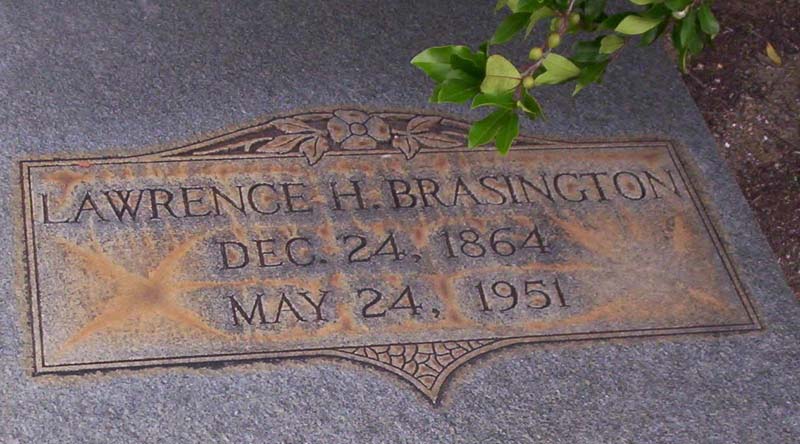 LAWRENCE H. BRASINGTON
DEC. 24, 1864
MAY 24, 1951